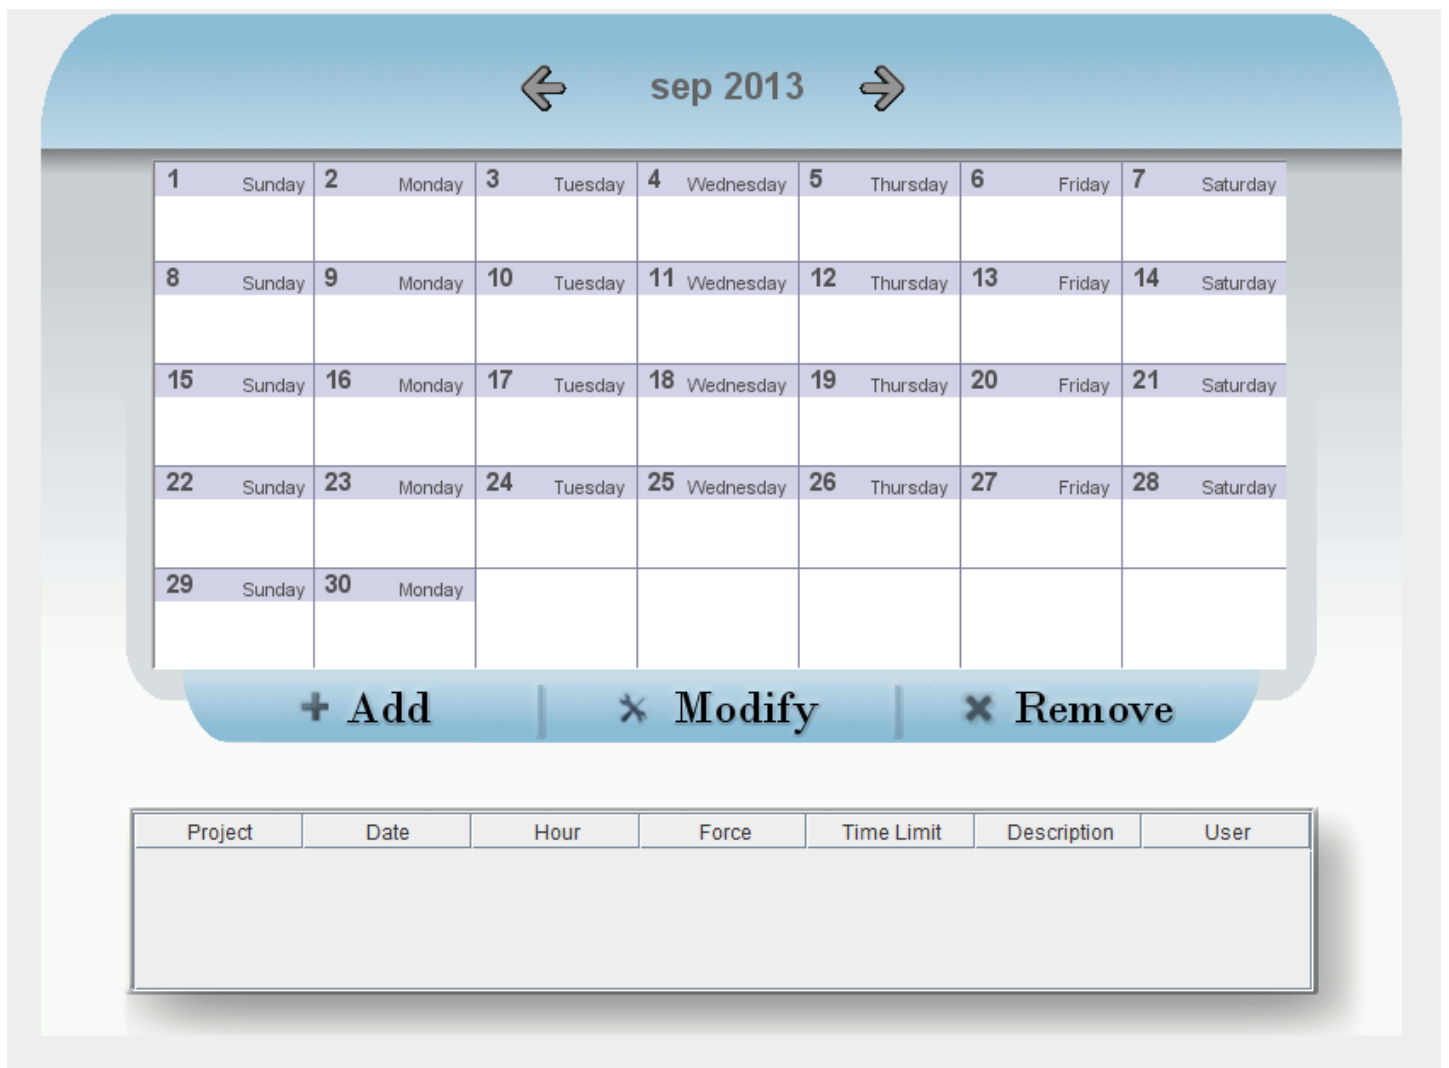 sep 2013
1 Sunday 2 Monday 3 Tuesday 4 Wednesday 5 Thursday 6 Friday 7 Saturday
8 Sunday 9 Monday 10 Tuesday 11 Wednesday 12 Thursday 13 Friday 14 Saturday
15 Sunday 16 Monday 17 Tuesday 18 Wednesday 19 Thursday 20 Friday 21 Saturday
22 Sunday 23 Monday 24 Tuesday 25 Wednesday 26 Thursday 27 Friday 28 Saturday
29 Sunday 30 Monday
Add Modify Remove
Project Date Hour Force Time Limit Description User